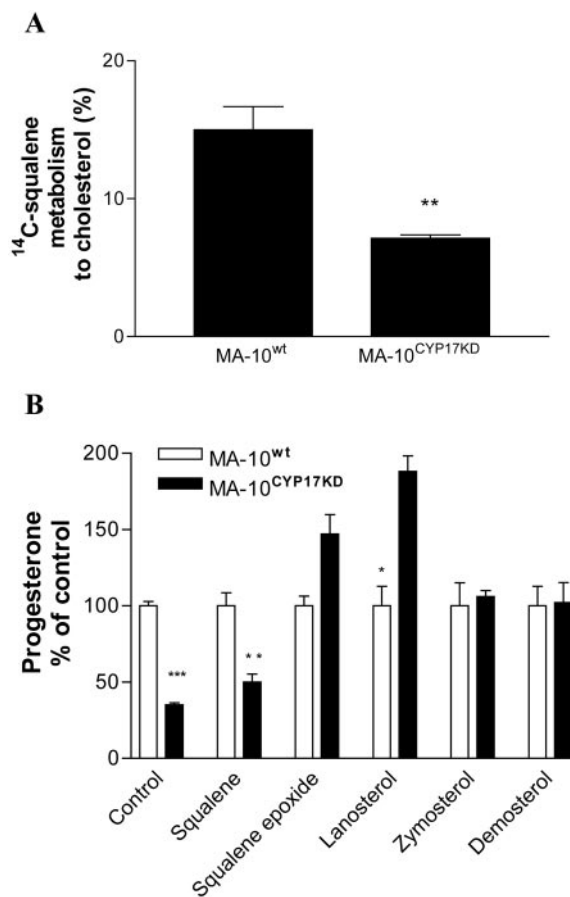 A
20
10
0
¹⁴C-squalene
metabolism
to cholesterol (%)
**
MA-10ʷᵗ
MA-10ᶜʸᴾ¹⁷ᴷᴰ
B
MA-10ʷᵗ
MA-10ᶜʸᴾ¹⁷ᴷᴰ
200
150
100
50
0
Progesterone
% of control
***
* *
*
Control
Squalene
Squalene epoxide
Lanosterol
Zymosterol
Demosterol